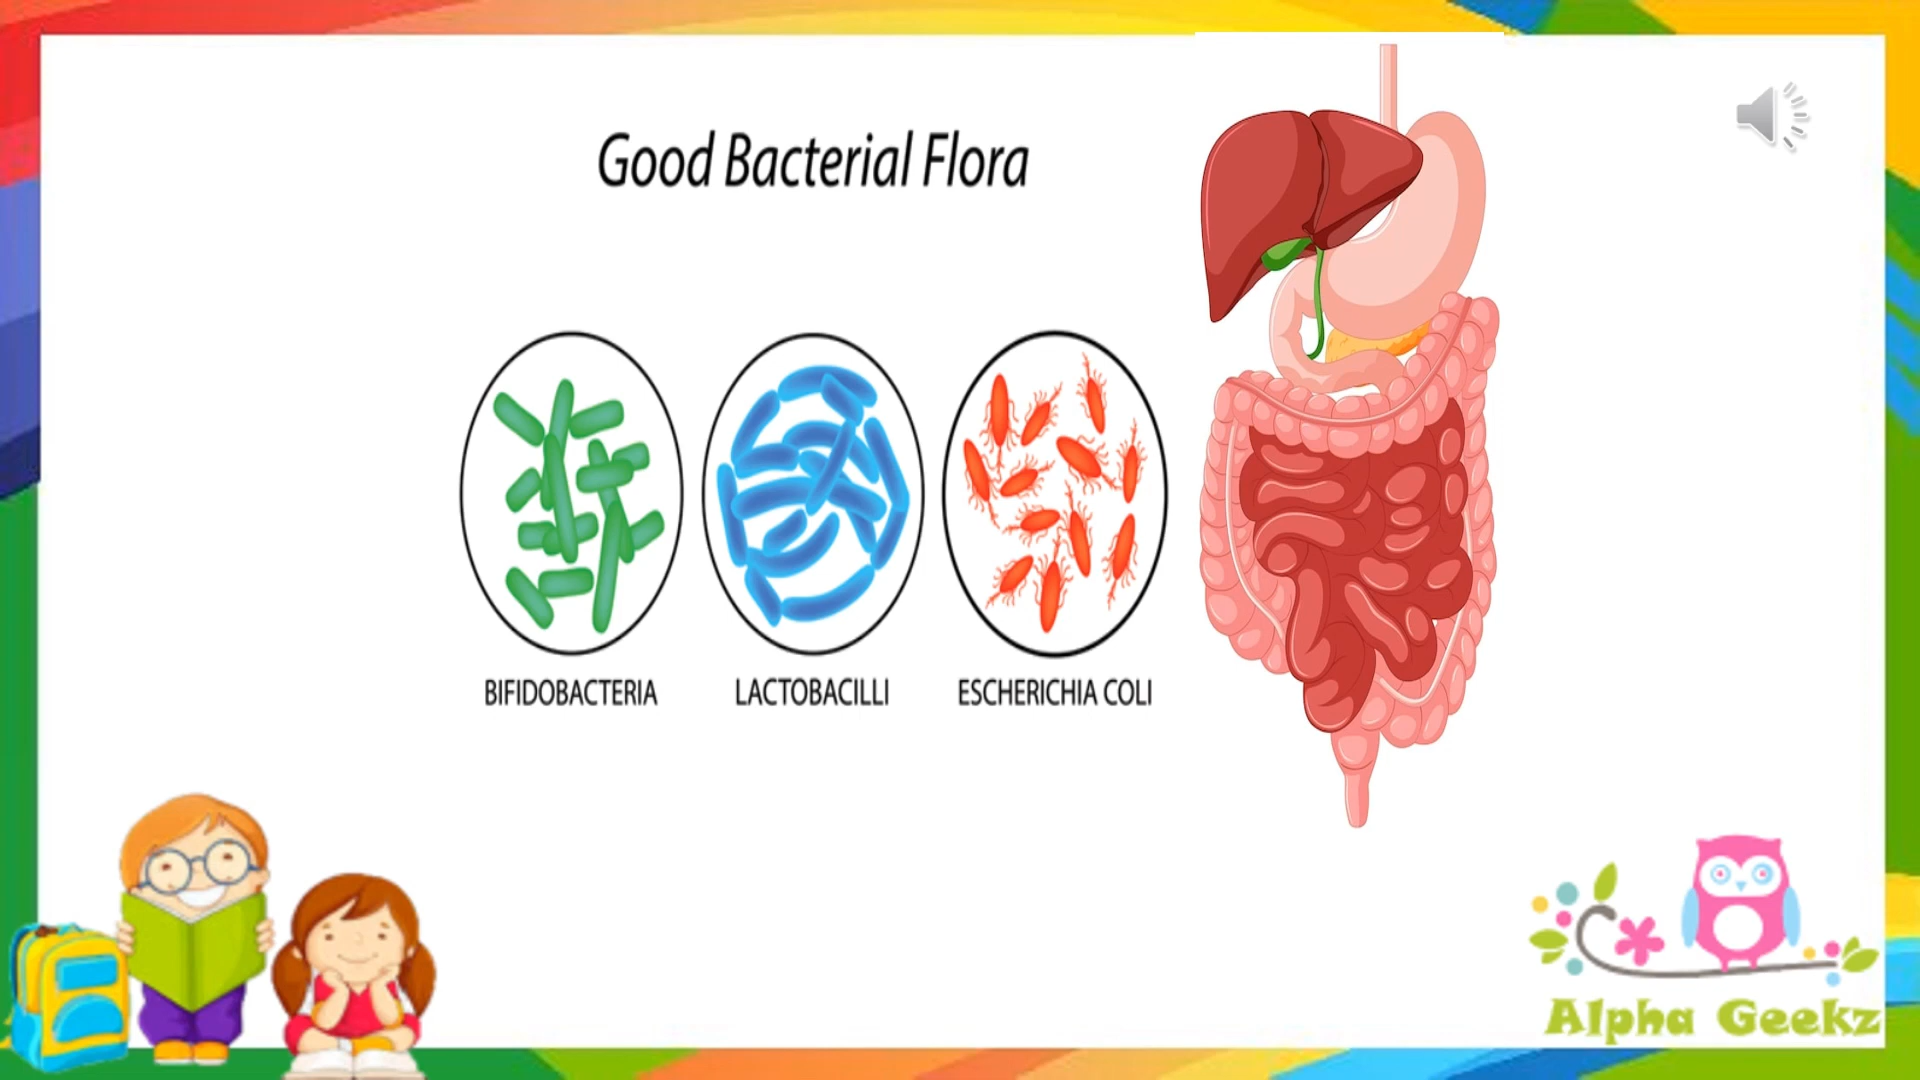 Good Bacterial Flora
BIFIDOBACTERIA
LACTOBACILLI
ESCHERICHIA COLI
Alpha Geekz